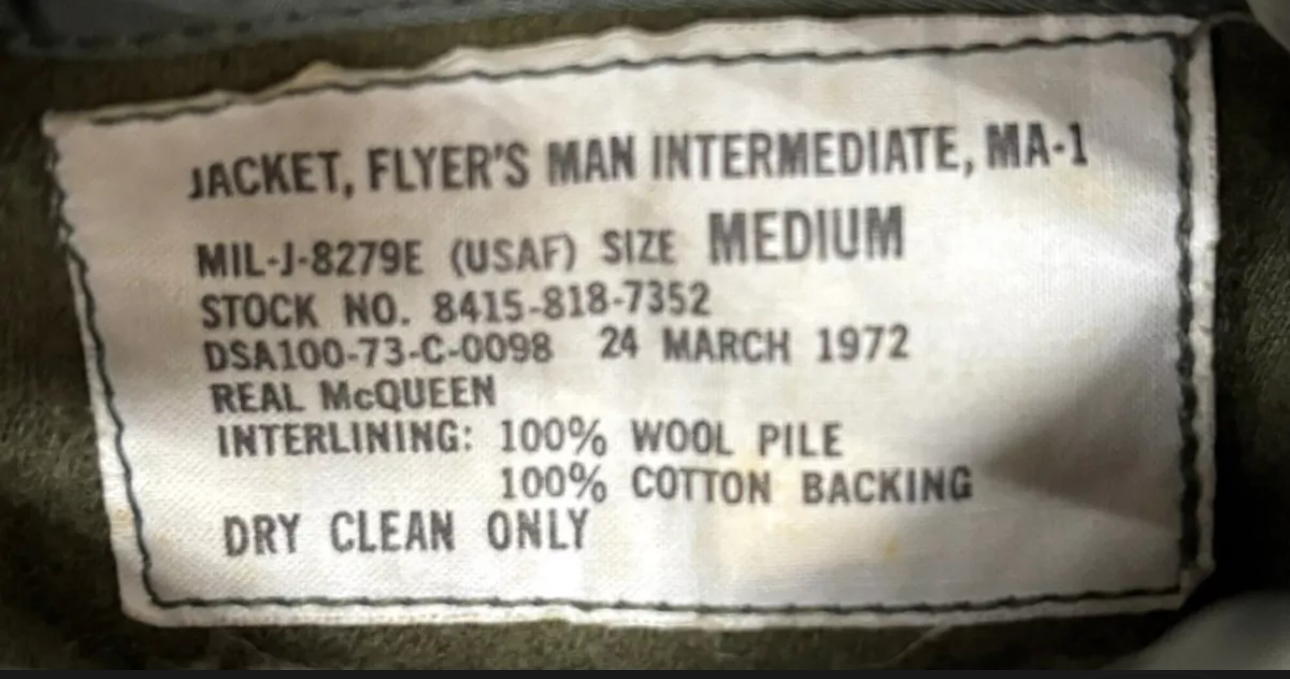 JACKET, FLYER'S MAN INTERMEDIATE, MA-1
MIL-J-8279E (USAF) SIZE MEDIUM
STOCK NO. 8415-818-7352
DSA100-73-C-0098 24 MARCH 1972
REAL McQUEEN
INTERLINING: 100% WOOL PILE
100% COTTON BACKING
DRY CLEAN ONLY